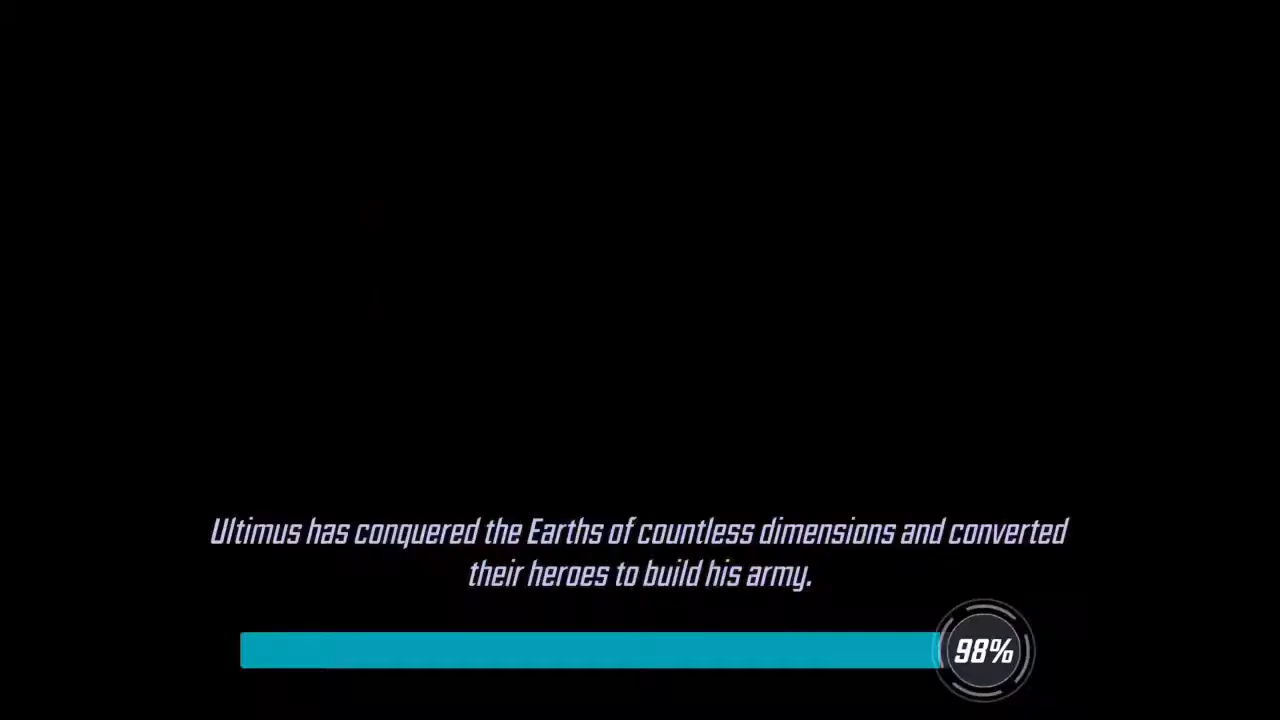 Ultimus has conquered the Earths of countless dimensions and converted
their heroes to build his army.
98%